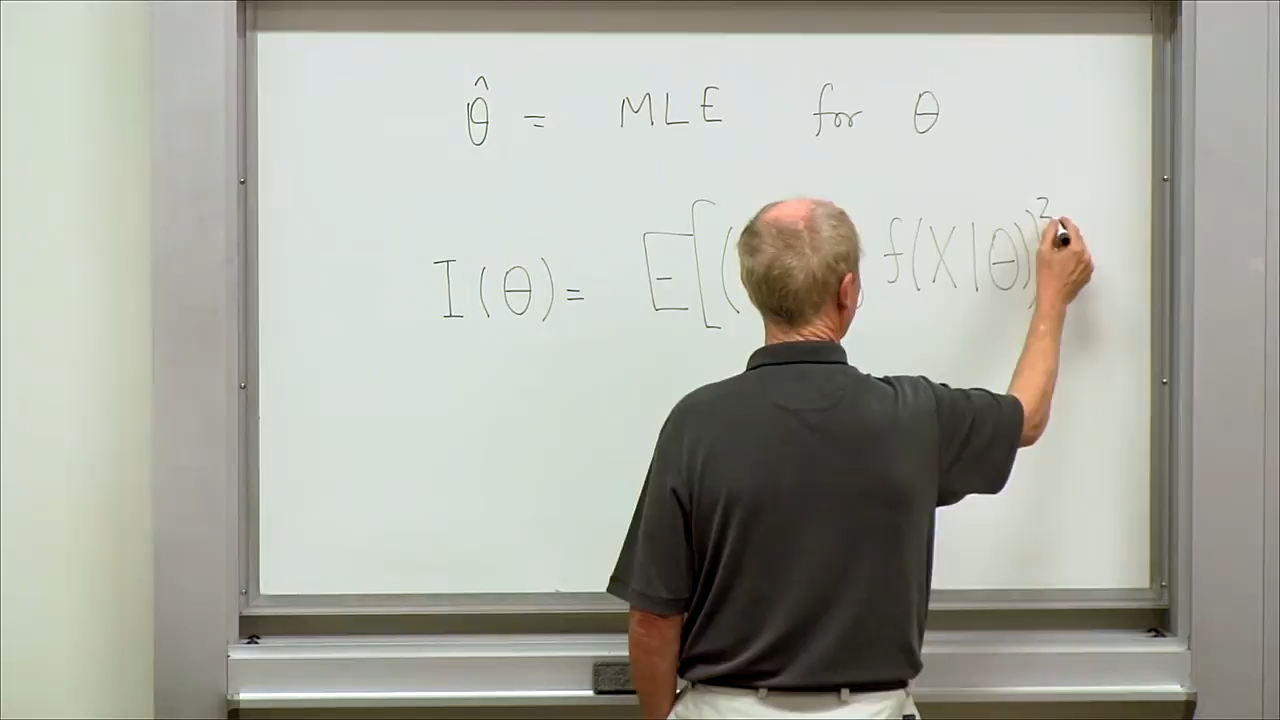 θ̂ = MLE for θ
I(θ) = E[( f(X|θ))²